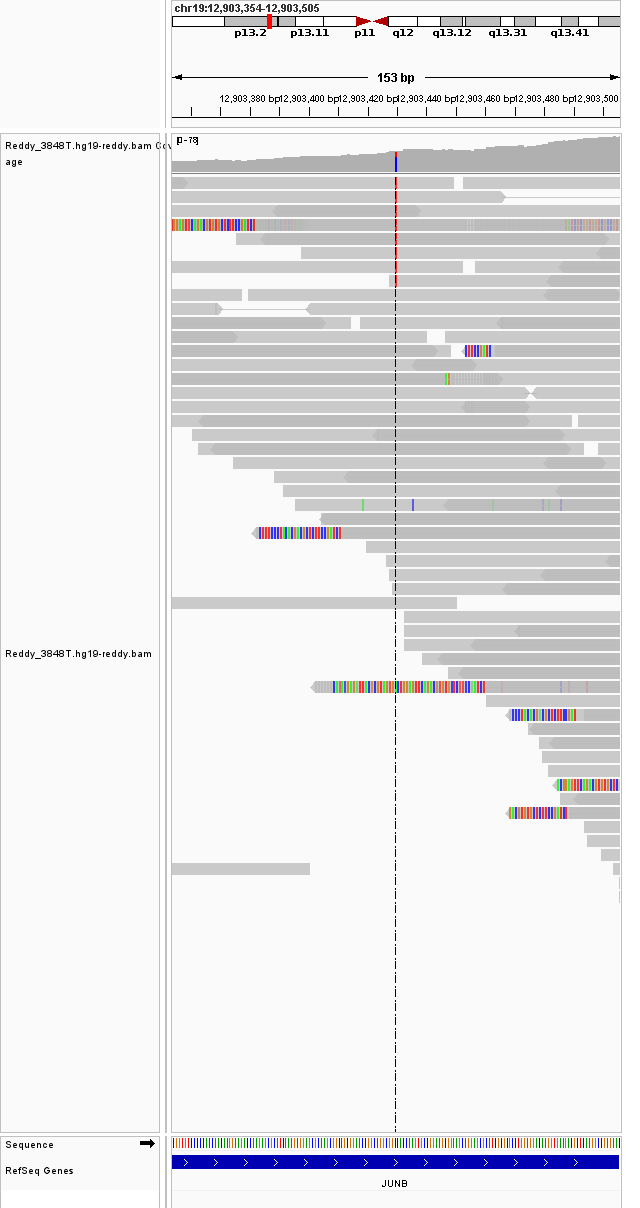 chr19:12,903,354-12,903,505
p13.2 p13.11 p11 q12 q13.12 q13.31 q13.41
153 bp
12,903,380 bp 12,903,400 bp 12,903,420 bp 12,903,440 bp 12,903,460 bp 12,903,480 bp 12,903,500
Reddy_3848T.hg19-reddy.bam Cov
age
[0-78]
Reddy_3848T.hg19-reddy.bam
Sequence
RefSeq Genes
JUNB